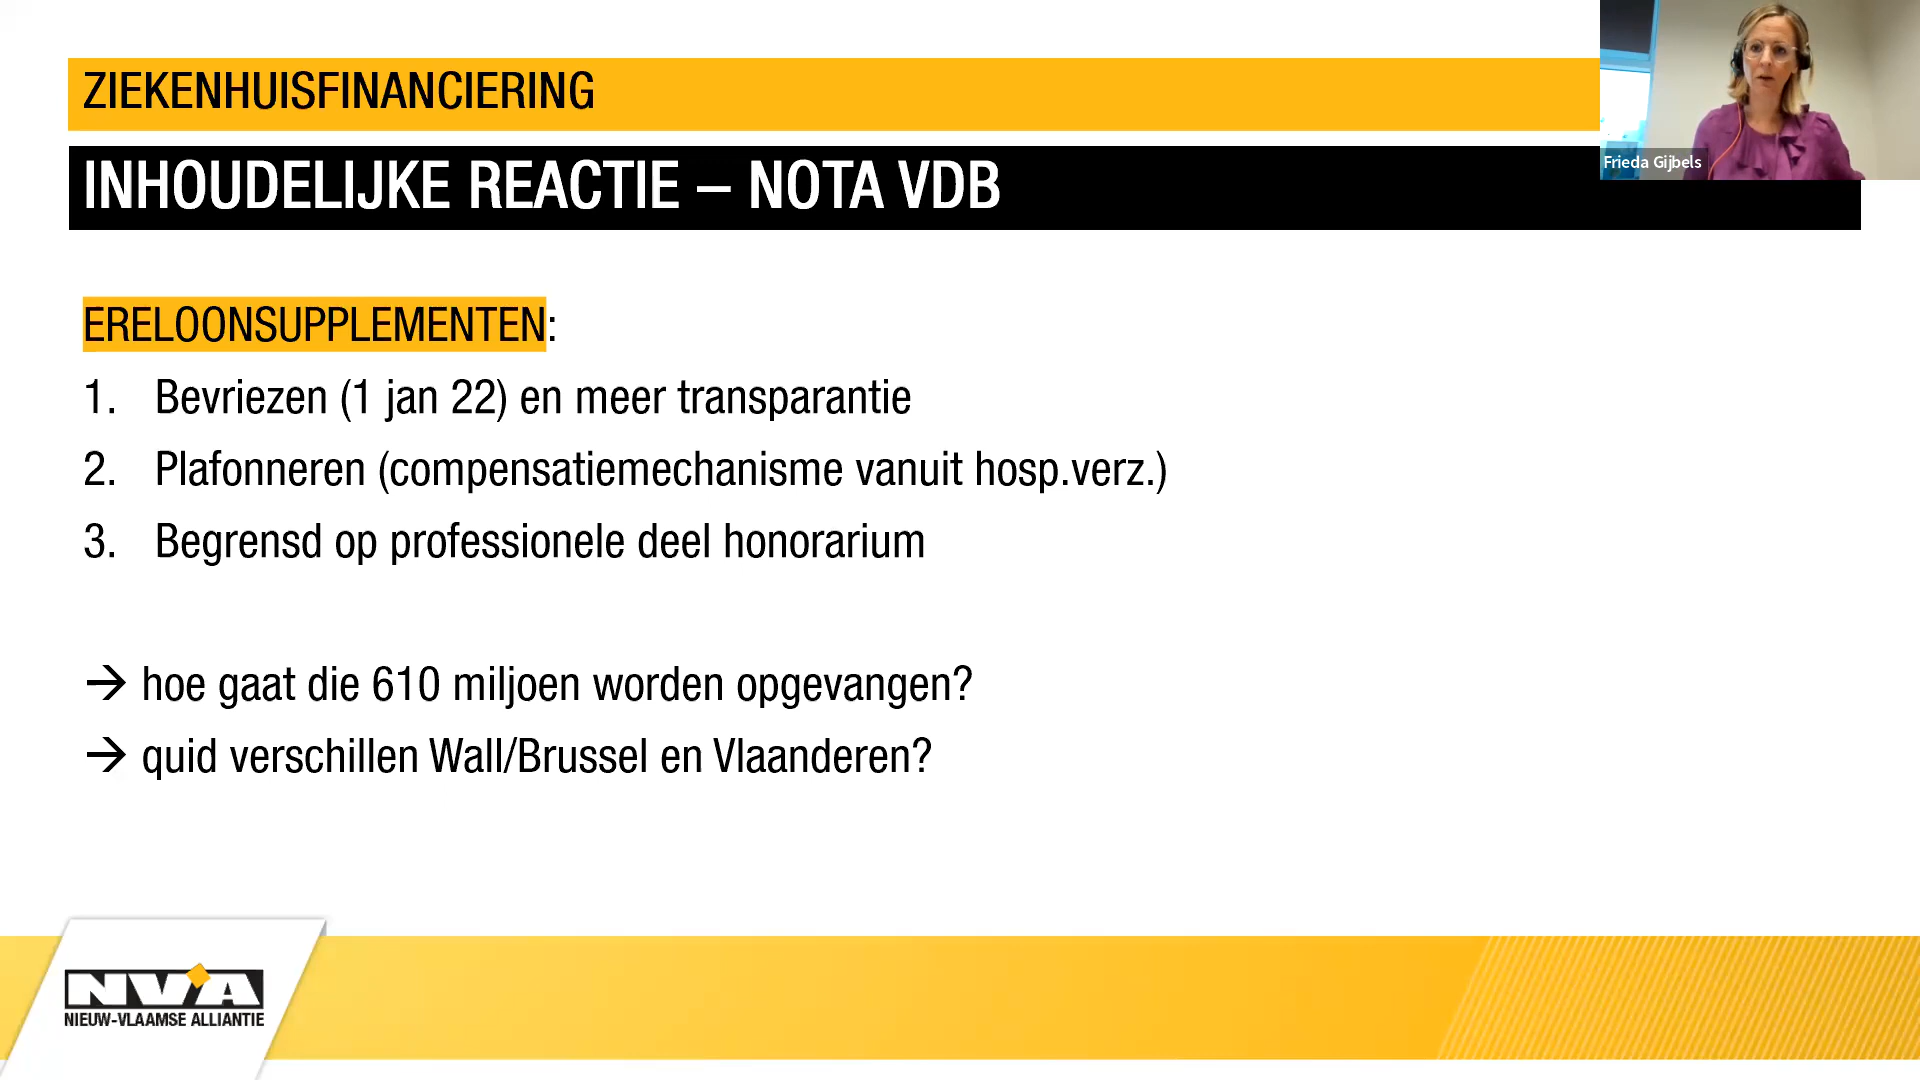 ZIEKENHUISFINANCIERING
INHOUDELIJKE REACTIE – NOTA VDB
Frieda Gijbels
ERELOONSUPPLEMENTEN:
1. Bevriezen (1 jan 22) en meer transparantie
2. Plafonneren (compensatiemechanisme vanuit hosp.verz.)
3. Begrensd op professionele deel honorarium
→ hoe gaat die 610 miljoen worden opgevangen?
→ quid verschillen Wall/Brussel en Vlaanderen?
N-VA
NIEUW-VLAAMSE ALLIANTIE